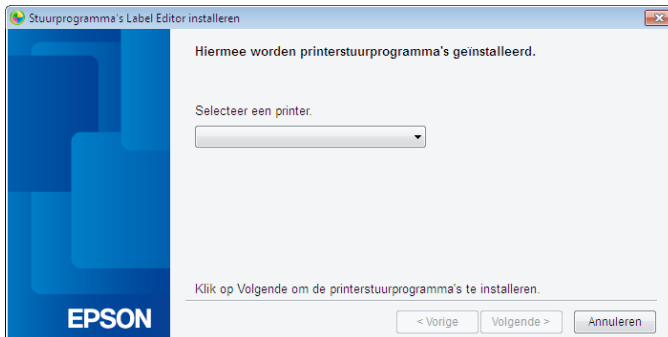 Stuurprogramma's Label Editor installeren
Hiermee worden printerstuurprogramma's geïnstalleerd.
Selecteer een printer.
Klik op Volgende om de printerstuurprogramma's te installeren.
EPSON
< Vorige
Volgende >
Annuleren